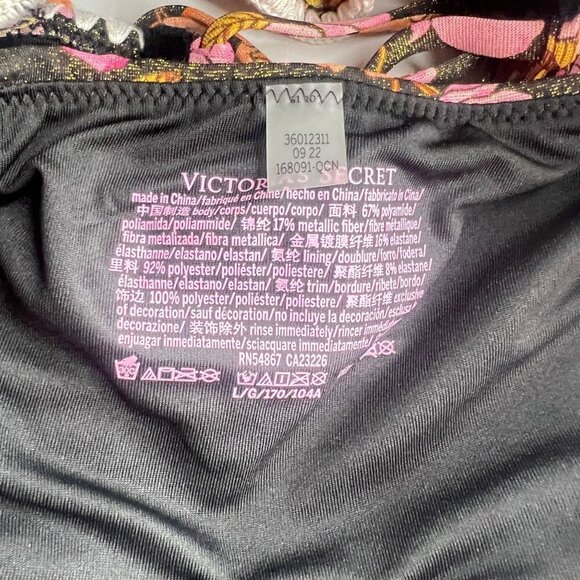 36012311
09 22
168091-QCN
VICTORIA'S SECRET
made in China/fabriqué en Chine/hecho en China/fabbricato in Cina/
中国制造 body/corps/cuerpo/corpo/ 面料 67% polyamide/
poliamida/polyamide/poliammide/ 锦纶 17% metallic fiber/fibre métallique/
fibra metalizada/fibra metallica/ 金属镀膜纤维 16% elastane/
élasthanne/elastano/elastan/ 氨纶 lining/doublure/forro/fodera/
里料 92% polyester/poliéster/poliestere/ 聚酯纤维 8% elastane/
élasthanne/elastano/elastan/ 氨纶 trim/bordure/ribete/bordo/
饰边 100% polyester/poliéster/poliestere/ 聚酯纤维 exclusive
of decoration/sauf décoration/no incluye la decoración/esclusa
decorazione/ 装饰除外 rinse immediately/rincer immédiatement/
enjuagar inmediatamente/sciacquare immediatamente/
RN54867 CA23226
L/G/170/104A